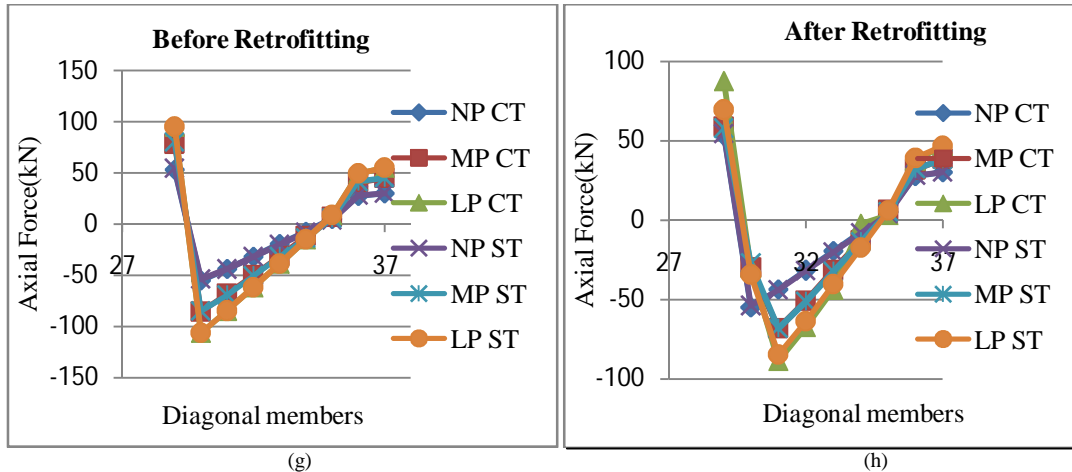 Before Retrofitting
150
100
50
0
-50
-100
-150
27
37
Axial Force(kN)
Diagonal members
NP CT
MP CT
LP CT
NP ST
MP ST
LP ST
(g)
After Retrofitting
100
50
0
-50
-100
27
32
37
Axial Force(kN)
Diagonal members
NP CT
MP CT
LP CT
NP ST
MP ST
LP ST
(h)